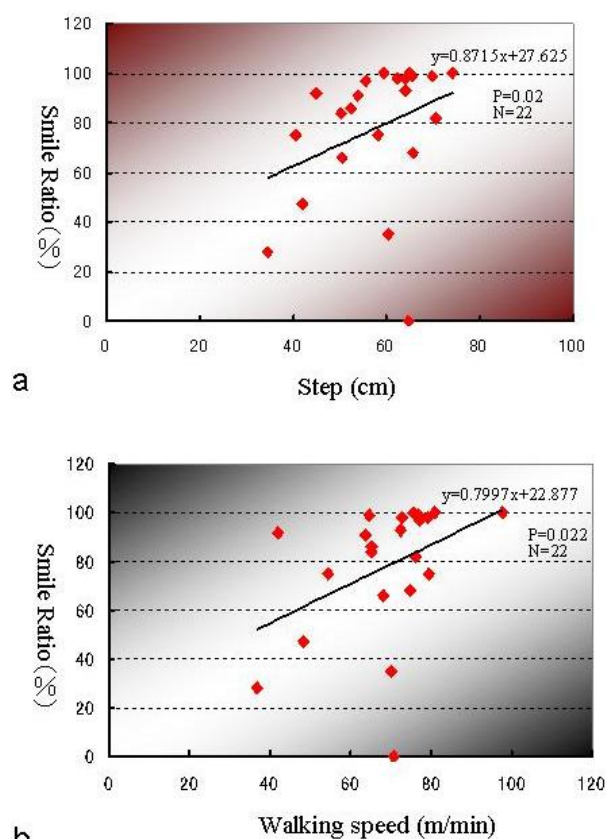 120
100
80
60
40
20
0
y=0.8715x+27.625
P=0.02
N=22
Smile Ratio (%)
0 20 40 60 80 100
Step (cm)
a
120
100
80
60
40
20
0
y=0.7997x+22.877
P=0.022
N=22
Smile Ratio (%)
0 20 40 60 80 100 120
Walking speed (m/min)
b